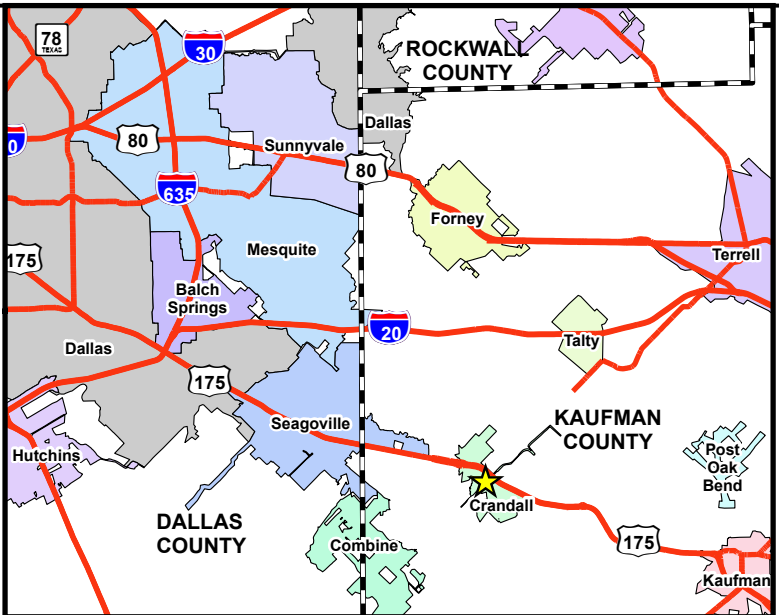 78
TEXAS
30
ROCKWALL
COUNTY
Dallas
0
80
Sunnyvale
80
635
Forney
Mesquite
175
Terrell
Balch
Springs
20
Talty
Dallas
175
Seagoville
KAUFMAN
COUNTY
Hutchins
Post
Oak
Bend
Crandall
DALLAS
COUNTY
Combine
175
Kaufman